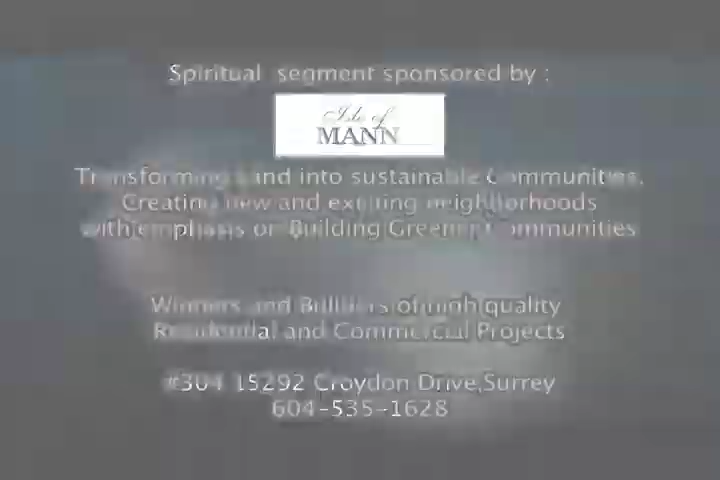 Spiritual segment sponsored by :
Isle of
MANN
Transforming Land into sustainable Communities.
Creating new and exciting neighborhoods
with emphasis on Building Greener Communities
and Builders of high quality
Residential and Commercial Projects
#304 15292 Croydon Drive,Surrey
604-535-1628